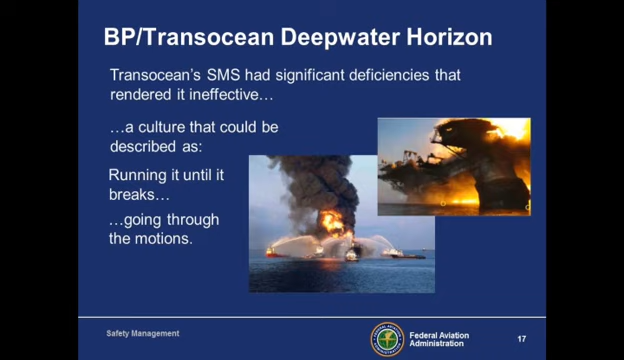 BP/Transocean Deepwater Horizon
Transocean's SMS had significant deficiencies that
rendered it ineffective…
…a culture that could be
described as:
Running it until it
breaks…
…going through
the motions.
Safety Management
Federal Aviation
Administration
17